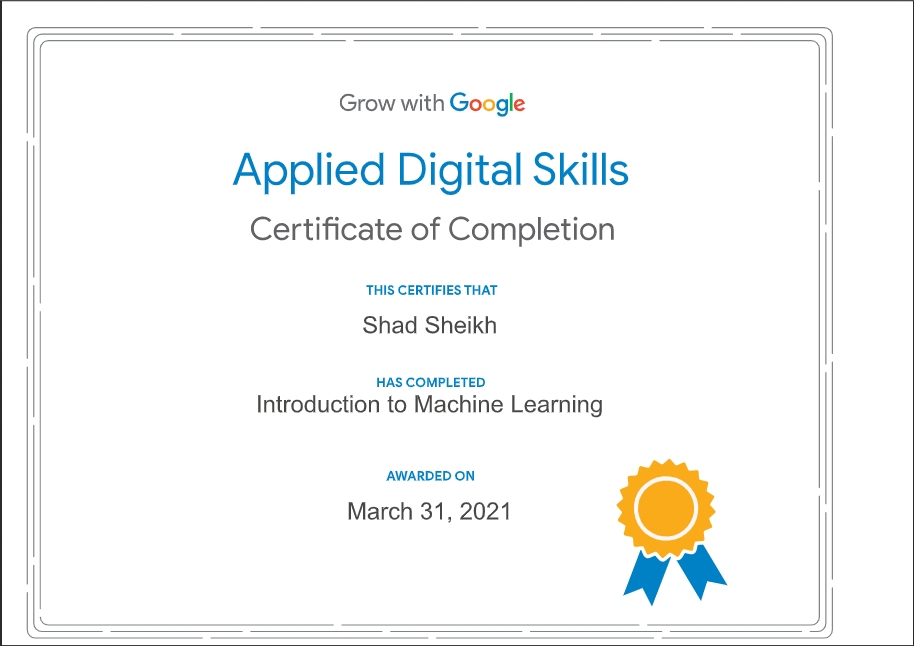 Grow with Google
Applied Digital Skills
Certificate of Completion
THIS CERTIFIES THAT
Shad Sheikh
HAS COMPLETED
Introduction to Machine Learning
AWARDED ON
March 31, 2021